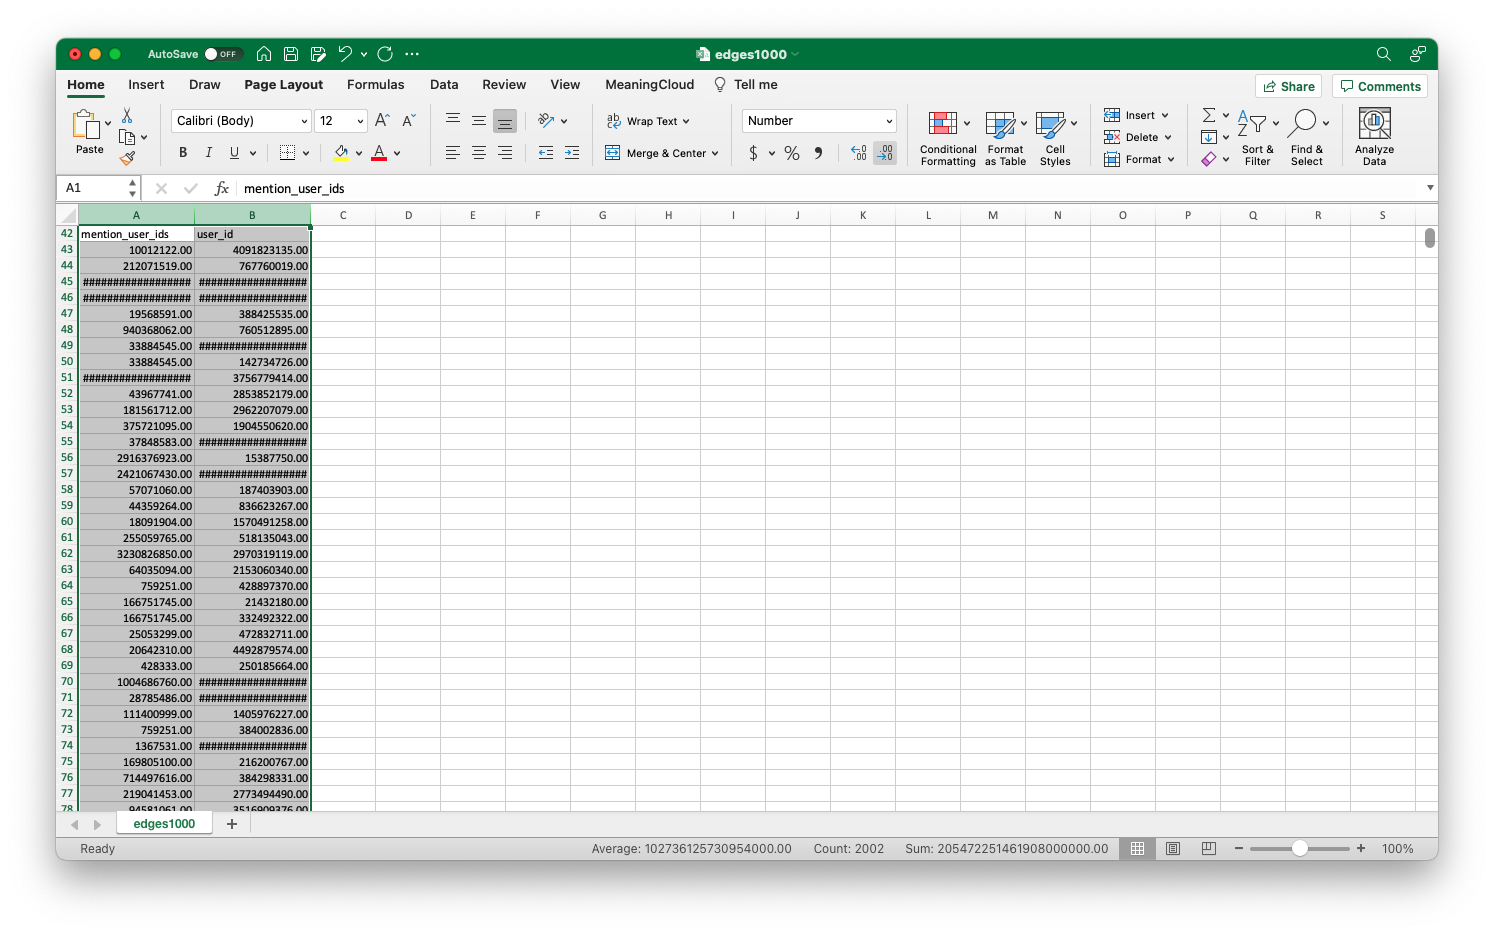 AutoSave OFF edges1000
Home Insert Draw Page Layout Formulas Data Review View MeaningCloud Tell me Share Comments
Paste Calibri (Body) 12 A A ab Wrap Text Number Conditional Formatting Format as Table Cell Styles Insert Sort & Filter Find & Select Analyze Data
B I U A Merge & Center $ % Delete
Format
A1 fx mention_user_ids
A B C D E F G H I J K L M N O P Q R S
42 mention_user_ids user_id
43 10012122.00 4091823135.00
44 212071519.00 767760019.00
45 ################## ##################
46 ################## ##################
47 19568591.00 388425535.00
48 940368062.00 760512895.00
49 33884545.00 ##################
50 33884545.00 142734726.00
51 ################## 3756779414.00
52 43967741.00 2853852179.00
53 181561712.00 2962207079.00
54 375721095.00 1904550620.00
55 37848583.00 ##################
56 2916376923.00 15387750.00
57 2421067430.00 ##################
58 57071060.00 187403903.00
59 44359264.00 836623267.00
60 18091904.00 1570491258.00
61 255059765.00 518135043.00
62 3230826850.00 2970319119.00
63 64035094.00 2153060340.00
64 759251.00 428897370.00
65 166751745.00 21432180.00
66 166751745.00 332492322.00
67 25053299.00 472832711.00
68 20642310.00 4492879574.00
69 428333.00 250185664.00
70 1004686760.00 ##################
71 28785486.00 ##################
72 111400999.00 1405976227.00
73 759251.00 384002836.00
74 1367531.00 ##################
75 169805100.00 216200767.00
76 714497616.00 384298331.00
77 219041453.00 2773494490.00
78 94581061.00 3516909376.00
edges1000 +
Ready Average: 102736125730954000.00 Count: 2002 Sum: 205472251461908000000.00 100%